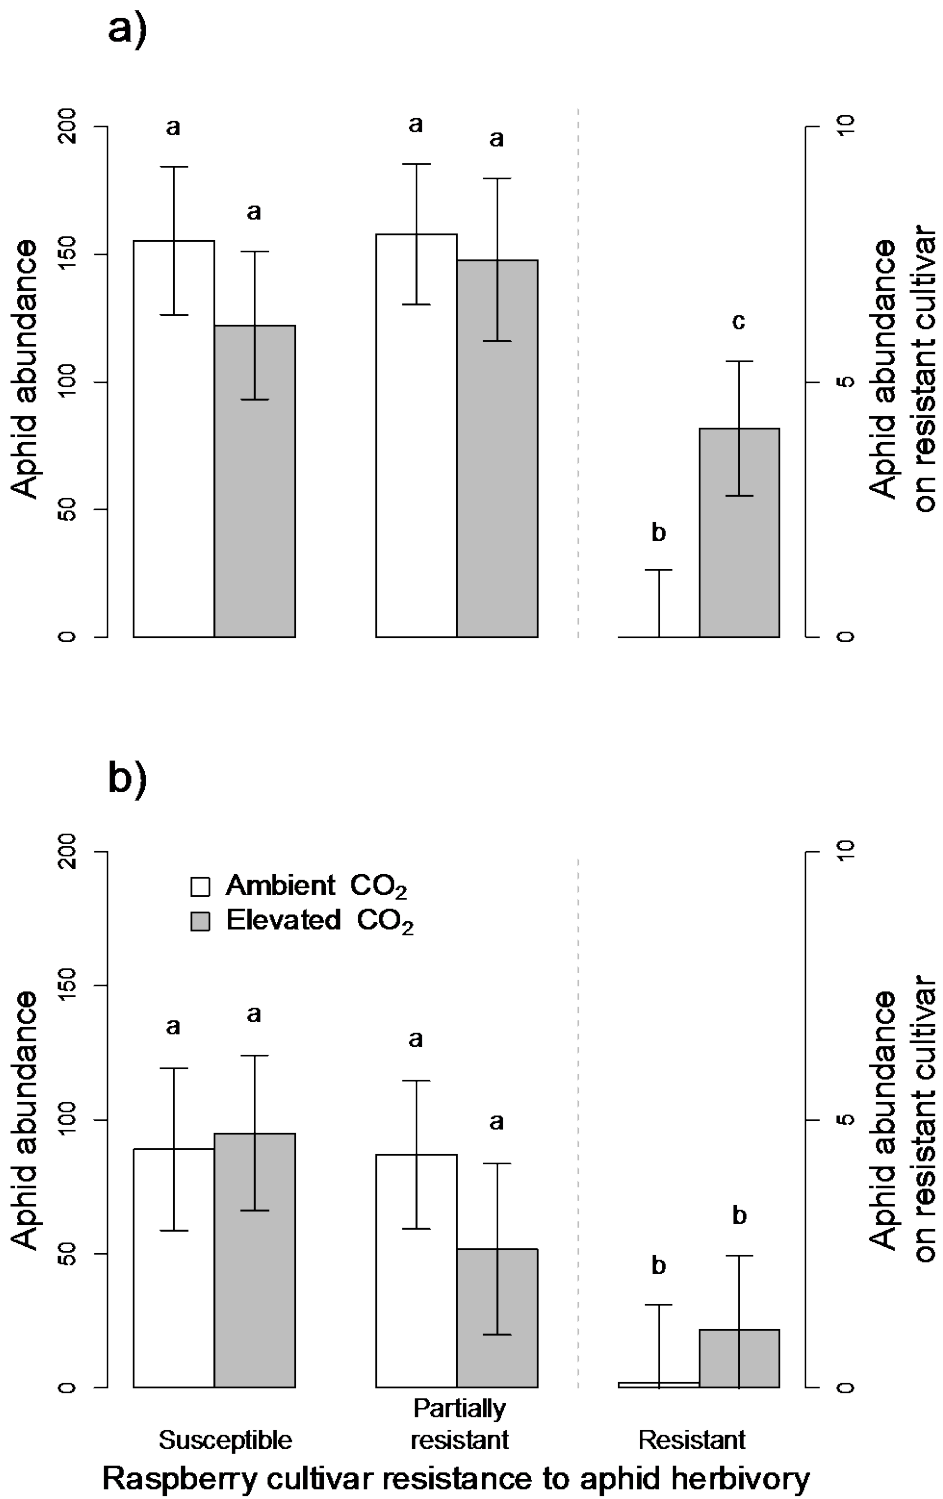 a)
200
150
100
50
0
Aphid abundance
a
a
a
a
b
c
10
5
0
Aphid abundance
on resistant cultivar
b)
200
150
100
50
0
Aphid abundance
Ambient CO₂
Elevated CO₂
a
a
a
a
b
b
10
5
0
Aphid abundance
on resistant cultivar
Susceptible
Partially
resistant
Resistant
Raspberry cultivar resistance to aphid herbivory